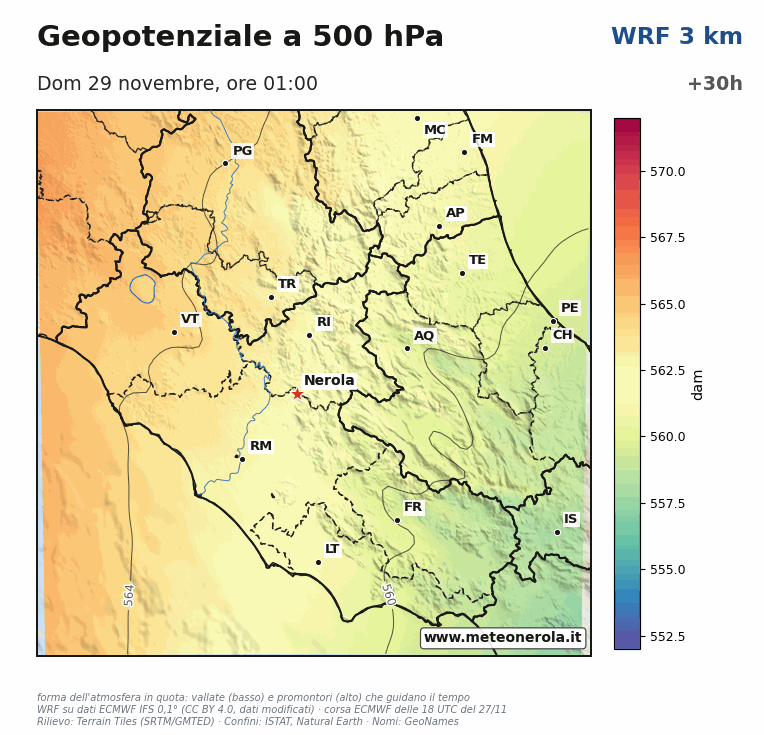 Geopotenziale a 500 hPa
WRF 3 km
Dom 29 novembre, ore 01:00
+30h
MC
FM
PG
AP
TE
TR
PE
VT
RI
AQ
CH
Nerola
RM
FR
IS
LT
564
560
www.meteonerola.it
570.0
567.5
565.0
562.5
560.0
557.5
555.0
552.5
dam
forma dell'atmosfera in quota: vallate (basso) e promontori (alto) che guidano il tempo
WRF su dati ECMWF IFS 0,1° (CC BY 4.0, dati modificati) · corsa ECMWF delle 18 UTC del 27/11
Rilievo: Terrain Tiles (SRTM/GMTED) · Confini: ISTAT, Natural Earth · Nomi: GeoNames